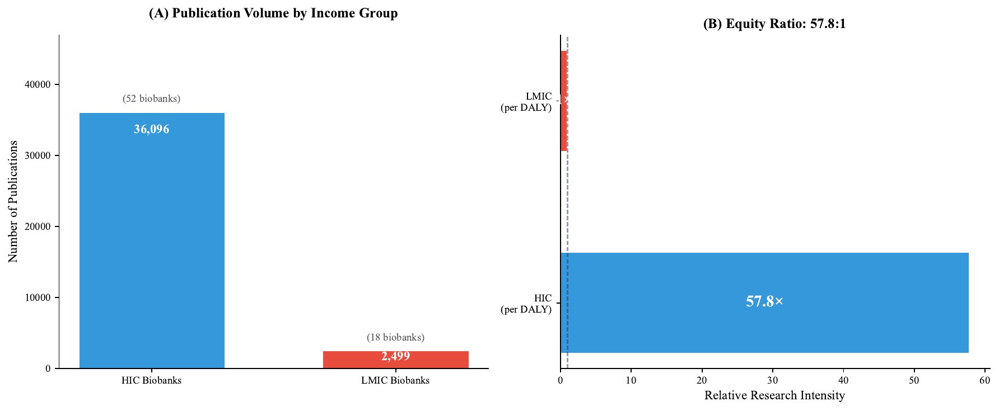 (A) Publication Volume by Income Group
Number of Publications
40000
30000
20000
10000
0
(52 biobanks)
36,096
(18 biobanks)
2,499
HIC Biobanks
LMIC Biobanks
(B) Equity Ratio: 57.8:1
LMIC
(per DALY)
×
HIC
(per DALY)
57.8×
0
10
20
30
40
50
60
Relative Research Intensity